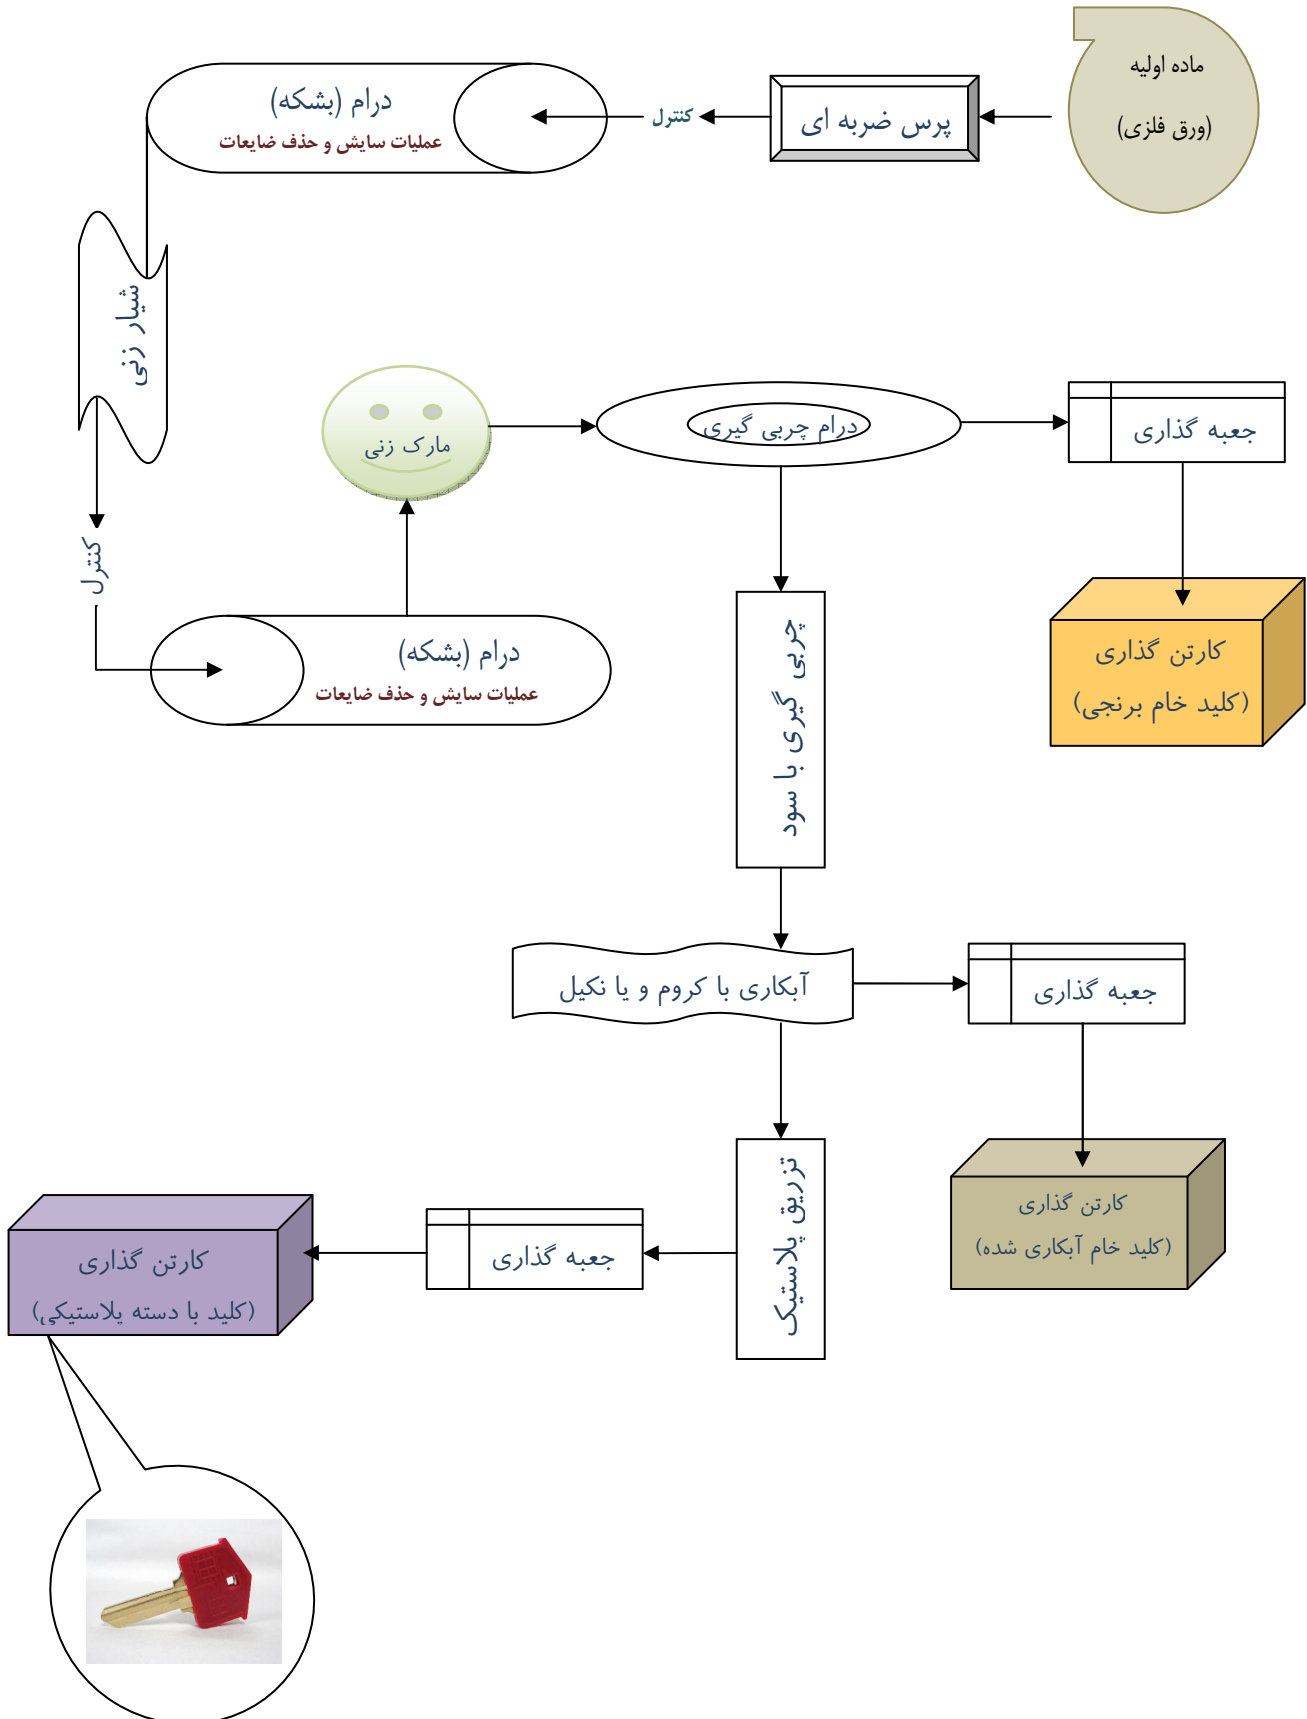 ماده اولیه
(ورق فلزی)
پرس ضربه ای
کنترل
درام (بشکه)
عملیات سایش و حذف ضایعات
شیار زنی
کنترل
درام (بشکه)
عملیات سایش و حذف ضایعات
مارک زنی
درام چربی گیری
جعبه گذاری
کارتن گذاری
(کلید خام برنجی)
چربی گیری با سود
آبکاری با کروم و یا نکیل
جعبه گذاری
کارتن گذاری
(کلید خام آبکاری شده)
تزریق پلاستیک
جعبه گذاری
کارتن گذاری
(کلید با دسته پلاستیکی)